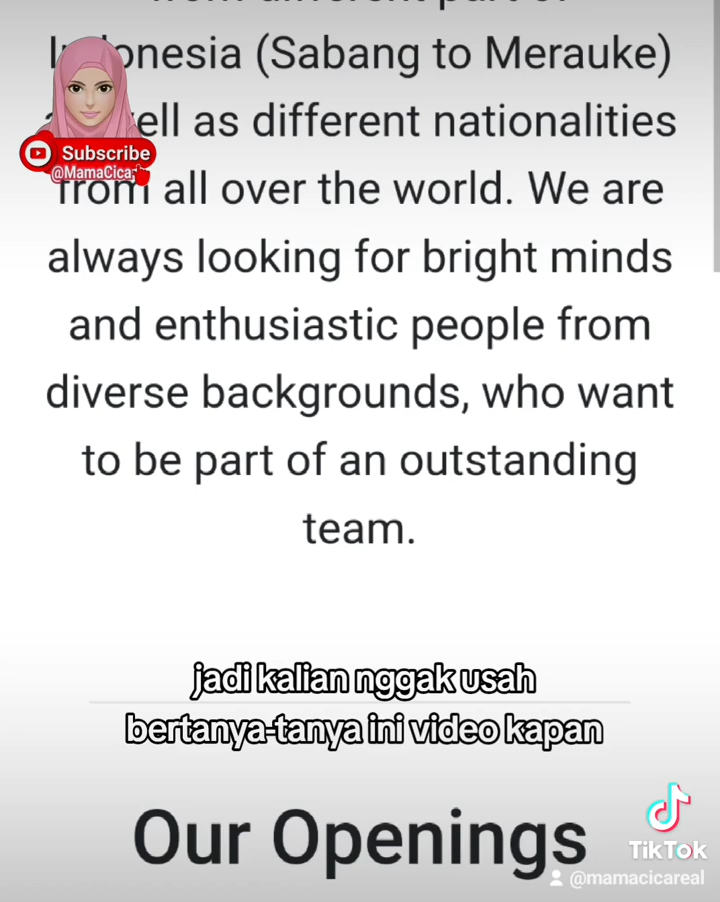 nesia (Sabang to Merauke)
ell as different nationalities
Subscribe
@MamaCica
from all over the world. We are
always looking for bright minds
and enthusiastic people from
diverse backgrounds, who want
to be part of an outstanding
team.
jadi kalian nggak usah
bertanya-tanya ini video kapan
Our Openings
TikTok
@mamacicareal